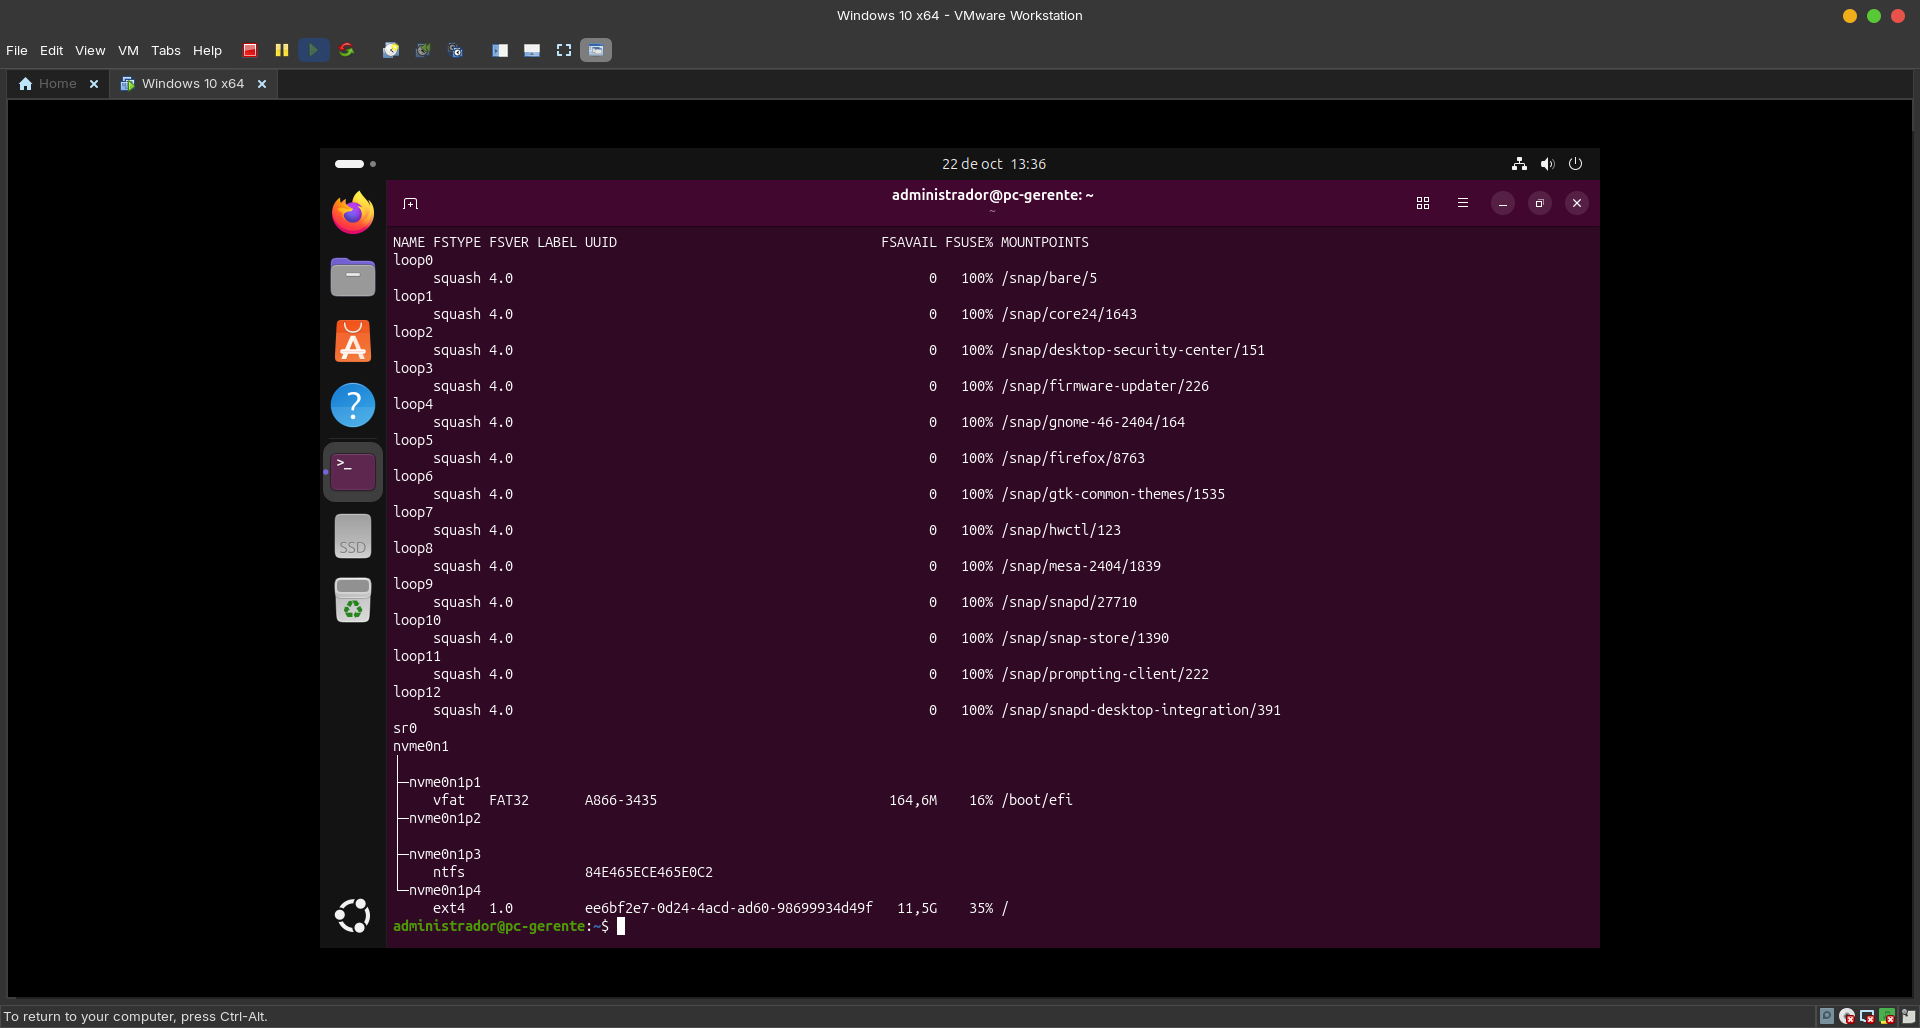 Windows 10 x64 - VMware Workstation
File Edit View VM Tabs Help
Home
Windows 10 x64
22 de oct 13:36
administrador@pc-gerente: ~
~
NAME FSTYPE FSVER LABEL UUID FSAVAIL FSUSE% MOUNTPOINTS
loop0
squash 4.0 0 100% /snap/bare/5
loop1
squash 4.0 0 100% /snap/core24/1643
loop2
squash 4.0 0 100% /snap/desktop-security-center/151
loop3
squash 4.0 0 100% /snap/firmware-updater/226
loop4
squash 4.0 0 100% /snap/gnome-46-2404/164
loop5
squash 4.0 0 100% /snap/firefox/8763
loop6
squash 4.0 0 100% /snap/gtk-common-themes/1535
loop7
squash 4.0 0 100% /snap/hwctl/123
loop8
squash 4.0 0 100% /snap/mesa-2404/1839
loop9
squash 4.0 0 100% /snap/snapd/27710
loop10
squash 4.0 0 100% /snap/snap-store/1390
loop11
squash 4.0 0 100% /snap/prompting-client/222
loop12
squash 4.0 0 100% /snap/snapd-desktop-integration/391
sr0
nvme0n1
├─nvme0n1p1
│ vfat FAT32 A866-3435 164,6M 16% /boot/efi
├─nvme0n1p2
├─nvme0n1p3
│ ntfs 84E465ECE465E0C2
└─nvme0n1p4
ext4 1.0 ee6bf2e7-0d24-4acd-ad60-98699934d49f 11,5G 35% /
administrador@pc-gerente:~$
SSD
To return to your computer, press Ctrl-Alt.